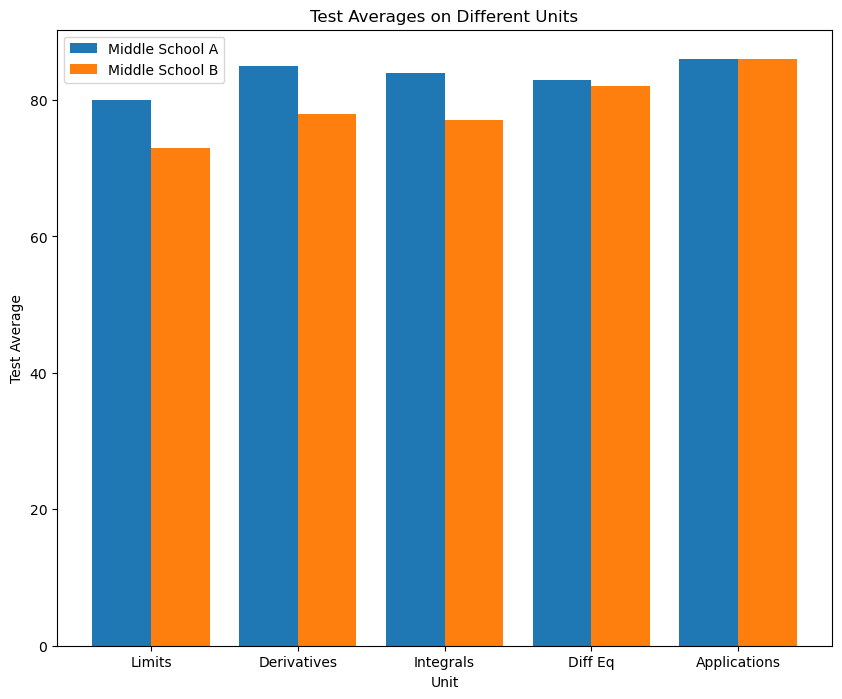 Test Averages on Different Units
Middle School A
Middle School B
Test Average
80
60
40
20
0
Limits
Derivatives
Integrals
Diff Eq
Applications
Unit